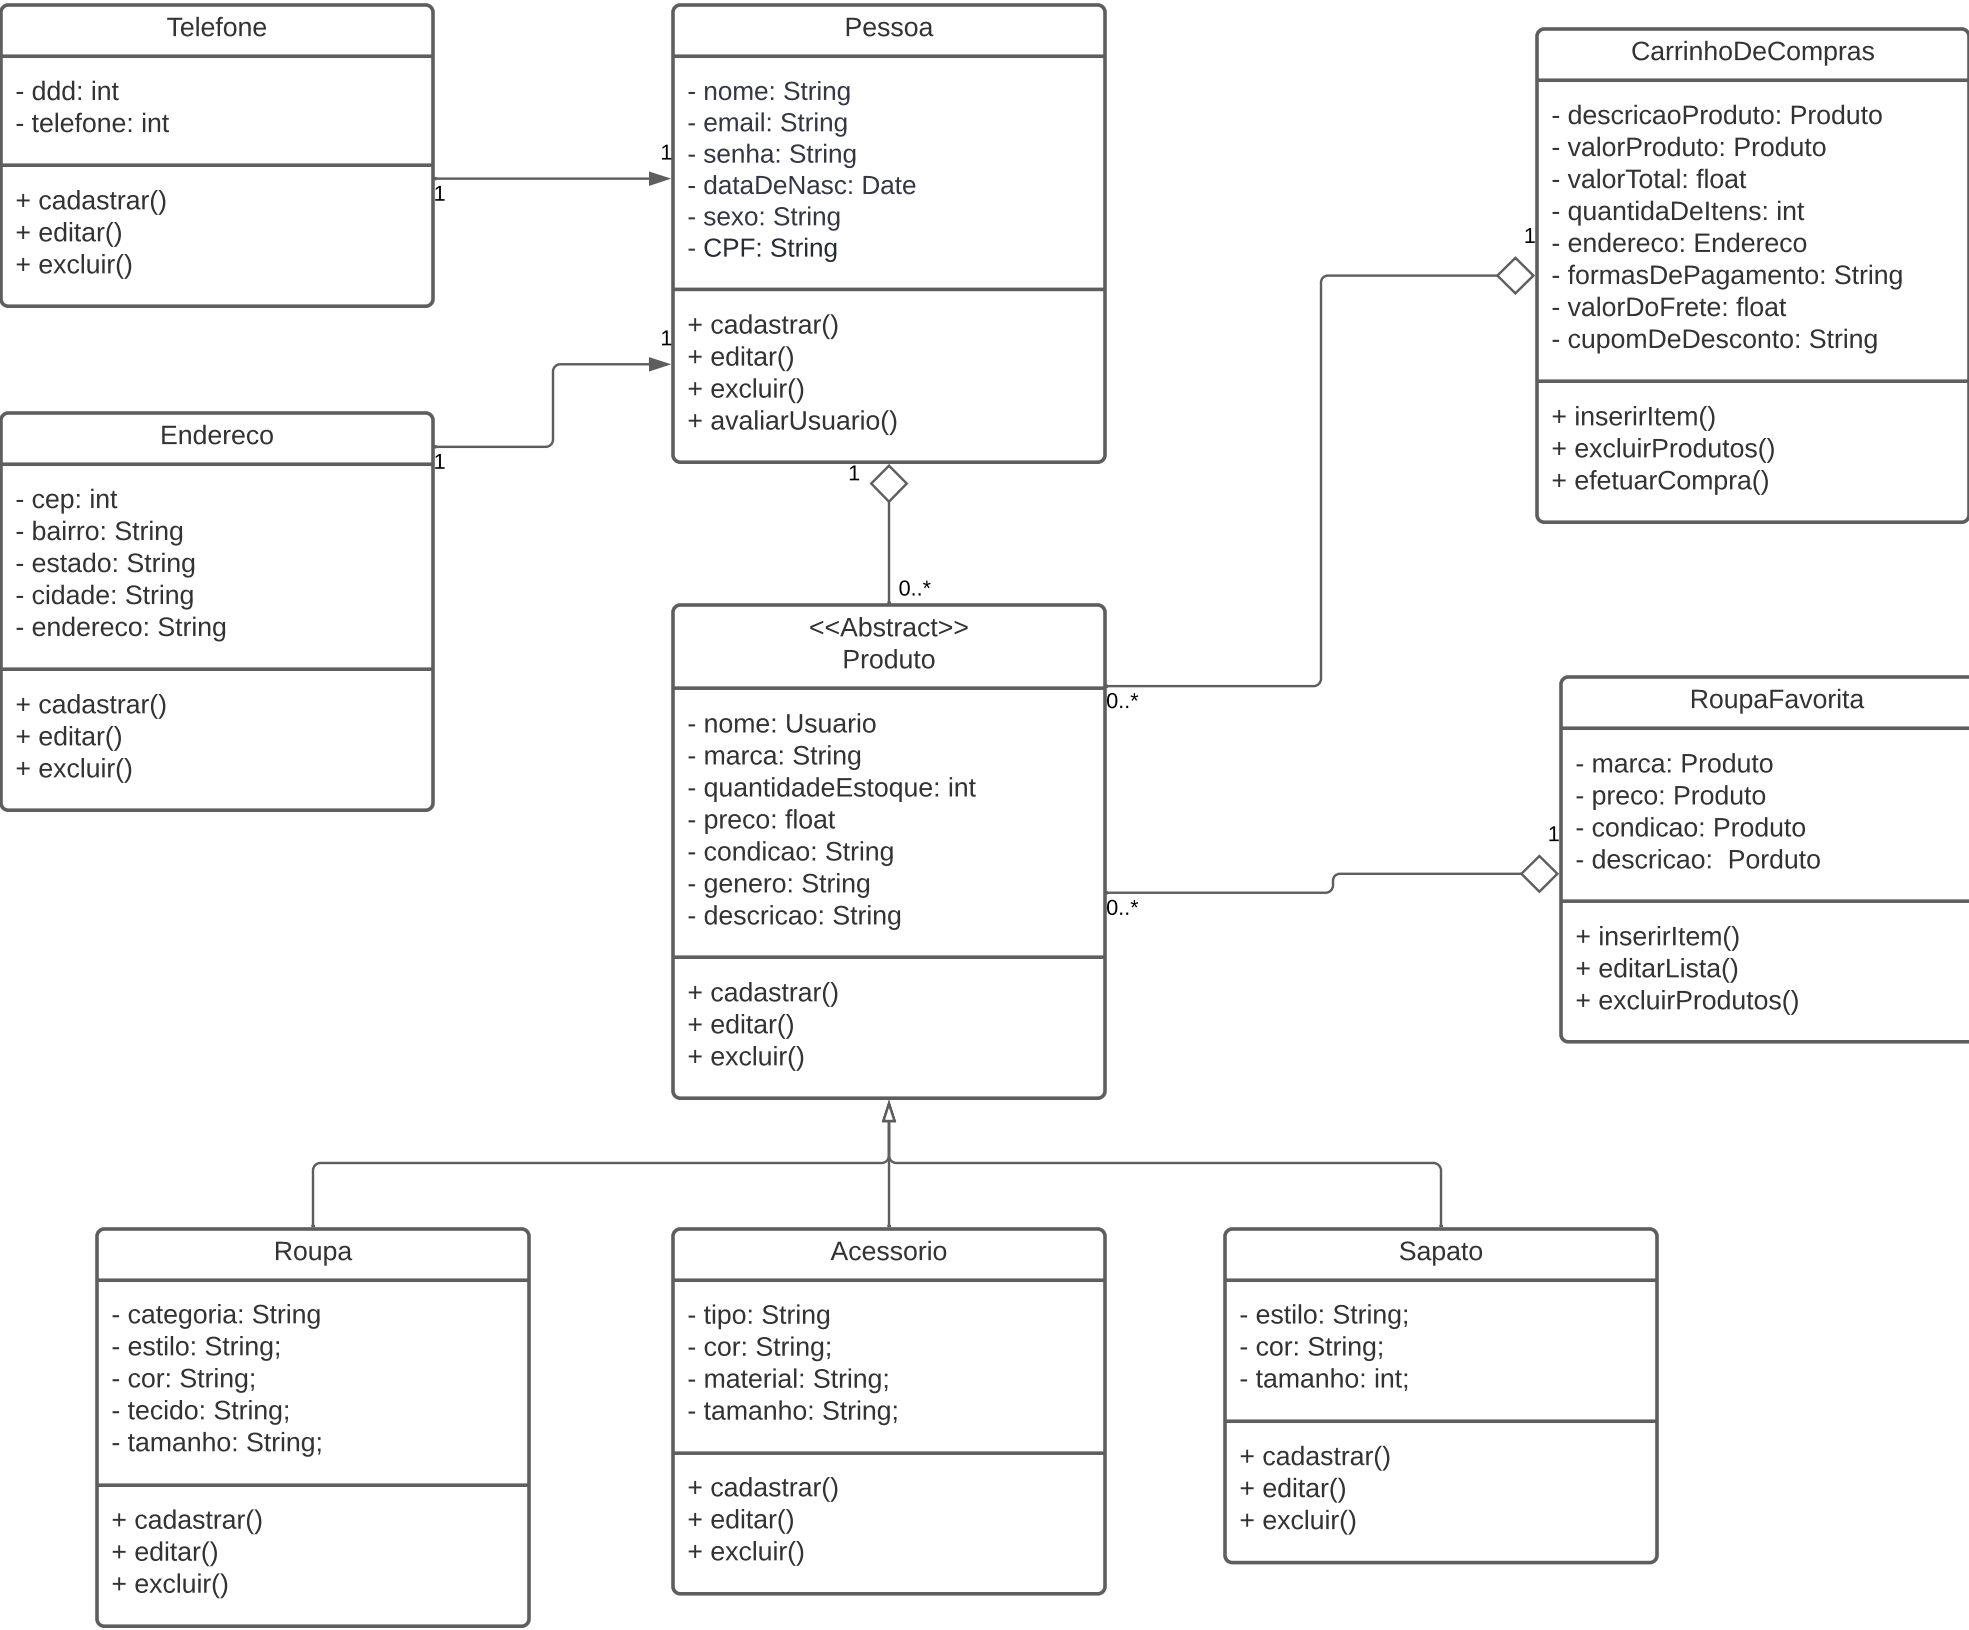 Telefone
- ddd: int
- telefone: int
+ cadastrar()
+ editar()
+ excluir()
1
1
Pessoa
- nome: String
- email: String
- senha: String
- dataDeNasc: Date
- sexo: String
- CPF: String
+ cadastrar()
+ editar()
+ excluir()
+ avaliarUsuario()
1
0..*
CarrinhoDeCompras
- descricaoProduto: Produto
- valorProduto: Produto
- valorTotal: float
- quantidaDeItens: int
- endereco: Endereco
- formasDePagamento: String
- valorDoFrete: float
- cupomDeDesconto: String
+ inserirItem()
+ excluirProdutos()
+ efetuarCompra()
1
0..*
Endereco
- cep: int
- bairro: String
- estado: String
- cidade: String
- endereco: String
+ cadastrar()
+ editar()
+ excluir()
1
1
<<Abstract>>
Produto
- nome: Usuario
- marca: String
- quantidadeEstoque: int
- preco: float
- condicao: String
- genero: String
- descricao: String
+ cadastrar()
+ editar()
+ excluir()
RoupaFavorita
- marca: Produto
- preco: Produto
- condicao: Produto
- descricao:  Porduto
+ inserirItem()
+ editarLista()
+ excluirProdutos()
1
0..*
Roupa
- categoria: String
- estilo: String;
- cor: String;
- tecido: String;
- tamanho: String;
+ cadastrar()
+ editar()
+ excluir()
Acessorio
- tipo: String
- cor: String;
- material: String;
- tamanho: String;
+ cadastrar()
+ editar()
+ excluir()
Sapato
- estilo: String;
- cor: String;
- tamanho: int;
+ cadastrar()
+ editar()
+ excluir()